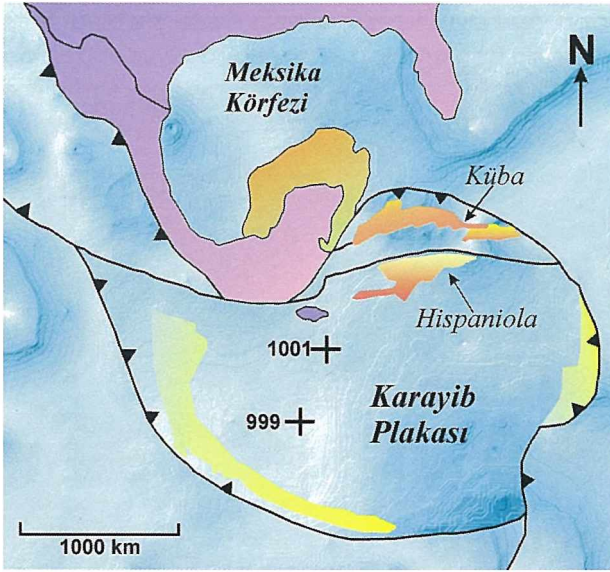 Meksika
Körfezi
N
Küba
Hispaniola
1001
999
Karayib
Plakası
1000 km